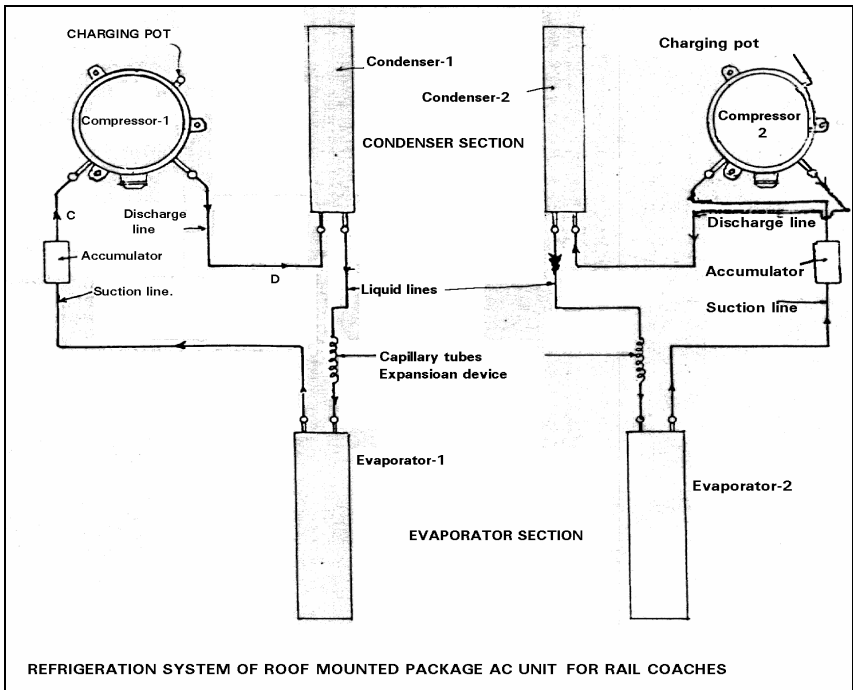 CHARGING POT
Condenser-1
Charging pot
Compressor-1
Condenser-2
Compressor
2
CONDENSER SECTION
C
Discharge
line
Discharge line
Accumulator
D
Accumulator
Suction line.
Liquid lines
Suction line
Capillary tubes
Expansioan device
Evaporator-1
Evaporator-2
EVAPORATOR SECTION
REFRIGERATION SYSTEM OF ROOF MOUNTED PACKAGE AC UNIT FOR RAIL COACHES